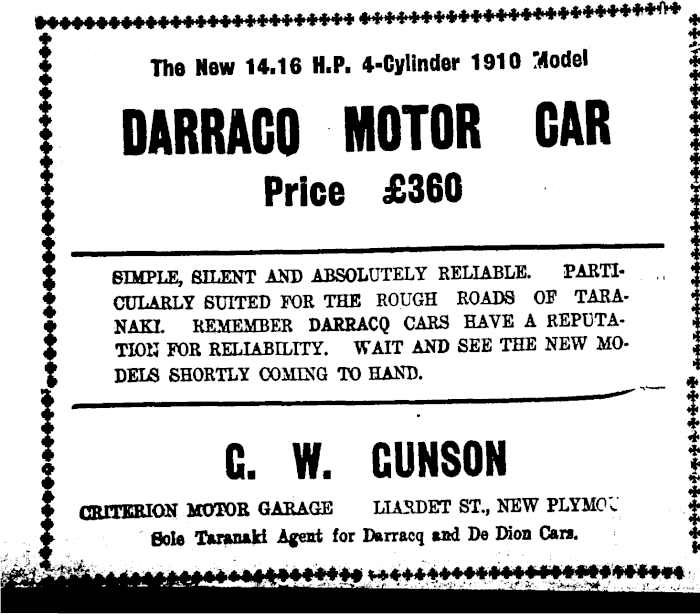 The New 14.16 H.P. 4-Cylinder 1910 Model
DARRACQ MOTOR CAR
Price £360
SIMPLE, SILENT AND ABSOLUTELY RELIABLE. PARTI-
CULARLY SUITED FOR THE ROUGH ROADS OF TARA-
NAKI. REMEMBER DARRACQ CARS HAVE A REPUTA-
TION FOR RELIABILITY. WAIT AND SEE THE NEW MO-
DELS SHORTLY COMING TO HAND.
G. W. GUNSON
CRITERION MOTOR GARAGE LIARDET ST., NEW PLYMOU
Sole Taranaki Agent for Darracq and De Dion Cars.